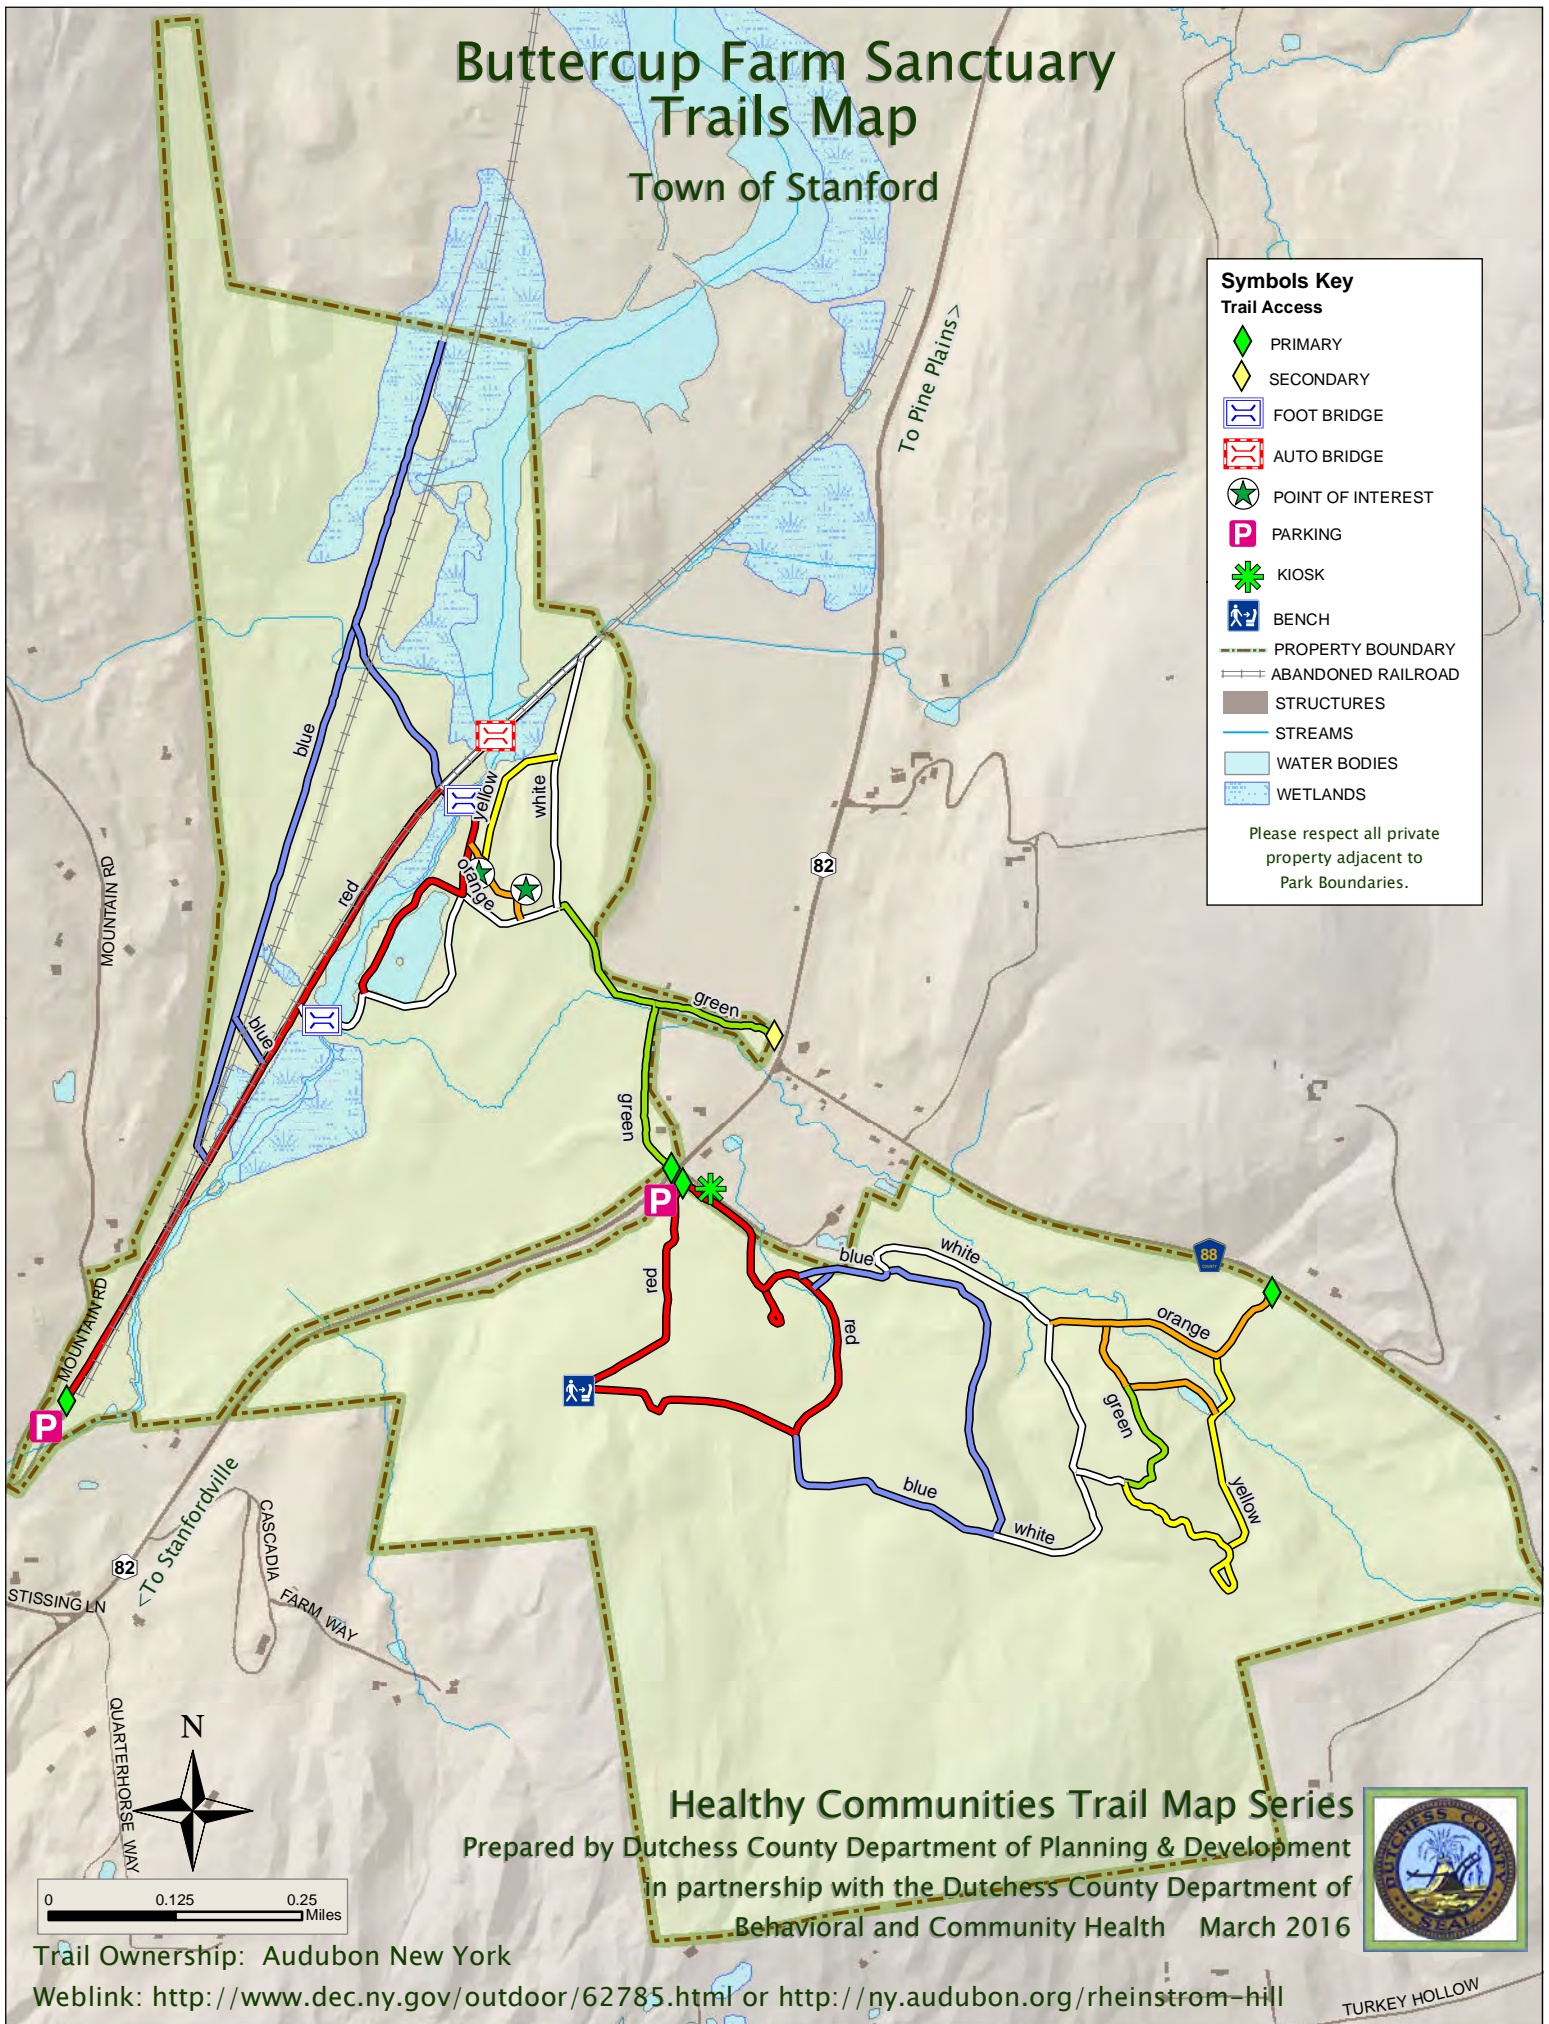 Buttercup Farm Sanctuary
Trails Map
Town of Stanford
Symbols Key
Trail Access
PRIMARY
SECONDARY
FOOT BRIDGE
AUTO BRIDGE
POINT OF INTEREST
P PARKING
KIOSK
BENCH
PROPERTY BOUNDARY
ABANDONED RAILROAD
STRUCTURES
STREAMS
WATER BODIES
WETLANDS
Please respect all private
property adjacent to
Park Boundaries.
To Pine Plains>
blue
yellow
white
82
red
orange
MOUNTAIN RD
green
blue
green
P
white
blue
88
COUNTY
red
MOUNTAIN RD
orange
red
green
P
blue
yellow
white
<To Stanfordville
CASCADIA
FARM WAY
82
STISSING LN
QUARTERHORSE WAY
N
Healthy Communities Trail Map Series
Prepared by Dutchess County Department of Planning & Development
in partnership with the Dutchess County Department of
Behavioral and Community Health March 2016
DUTCHESS COUNTY
SEAL
0 0.125 0.25
Miles
Trail Ownership: Audubon New York
Weblink: http://www.dec.ny.gov/outdoor/62785.html or http://ny.audubon.org/rheinstrom-hill
TURKEY HOLLOW